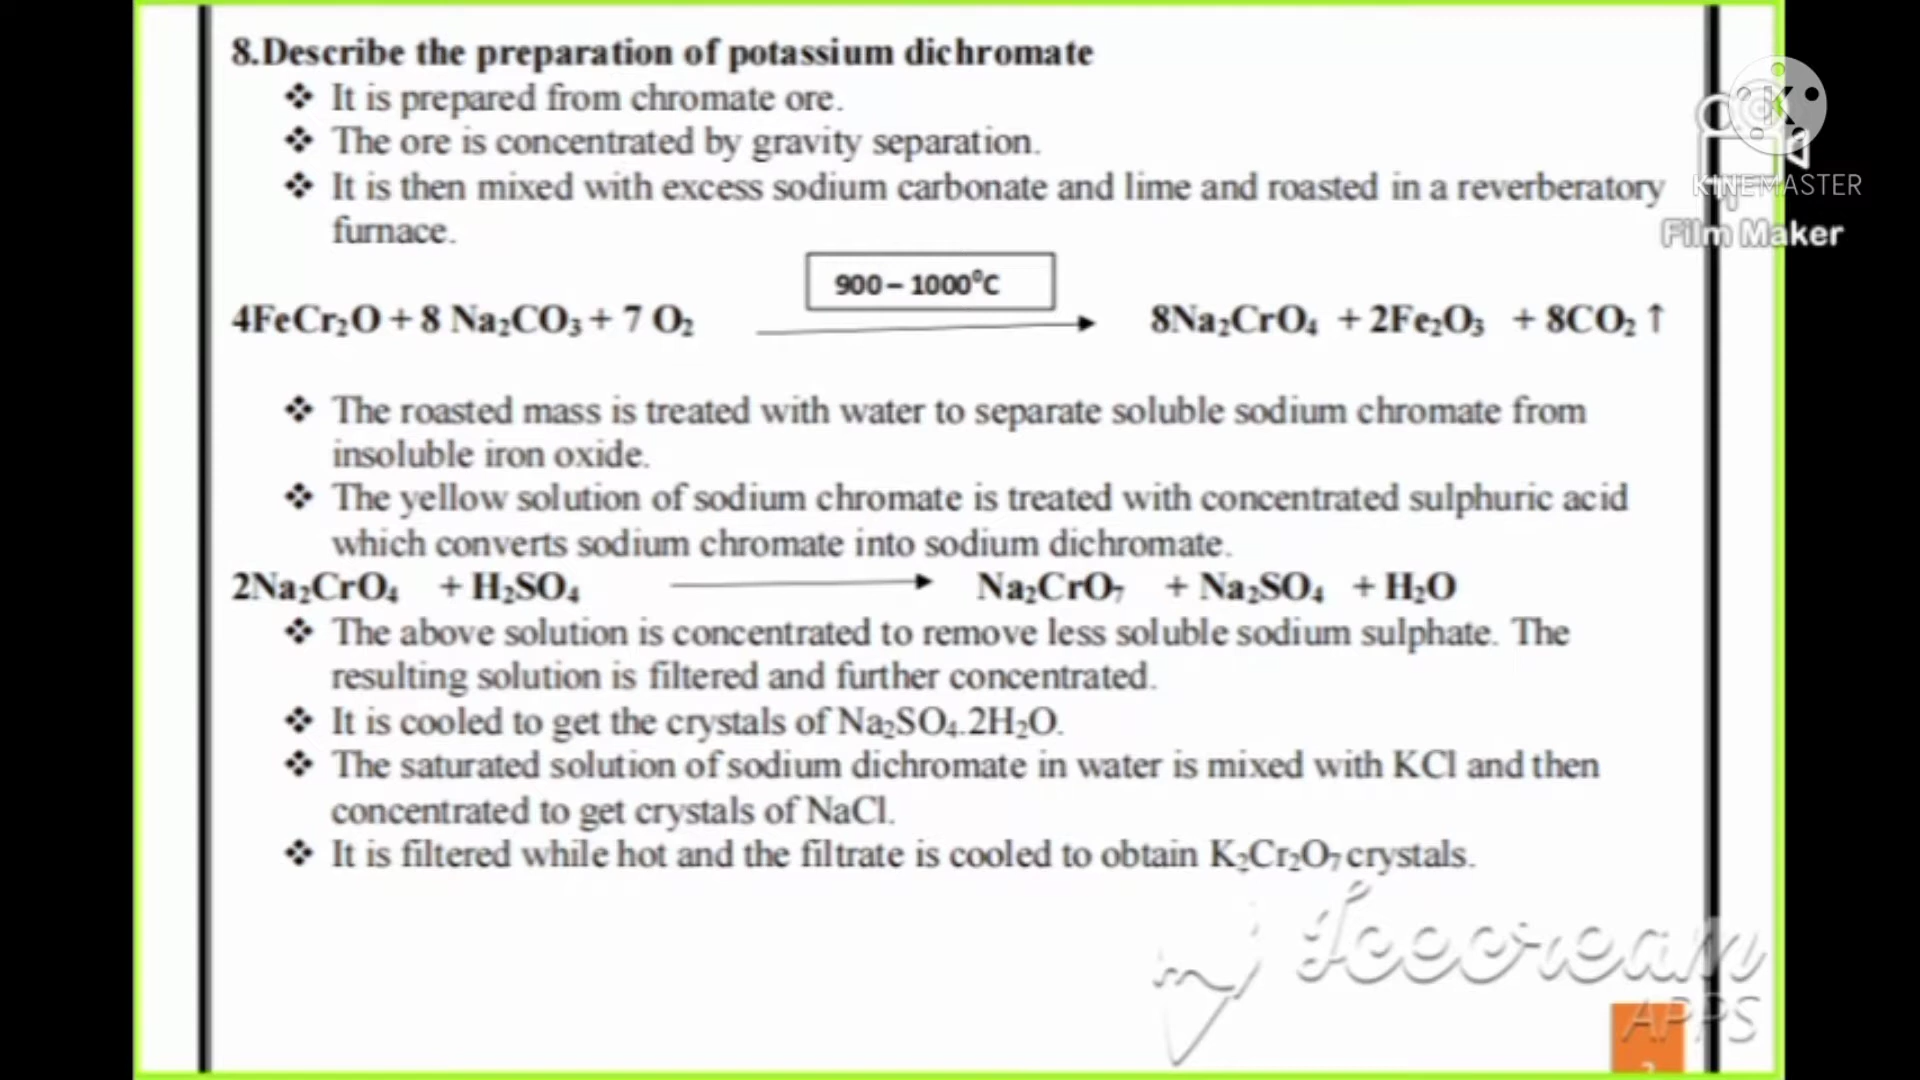 8.Describe the preparation of potassium dichromate
❖ It is prepared from chromate ore.
❖ The ore is concentrated by gravity separation.
❖ It is then mixed with excess sodium carbonate and lime and roasted in a reverberatory
furnace.
KINEMASTER
Film Maker
900 – 1000⁰C
4FeCr₂O + 8 Na₂CO₃ + 7 O₂ → 8Na₂CrO₄ + 2Fe₂O₃ + 8CO₂ ↑
❖ The roasted mass is treated with water to separate soluble sodium chromate from
insoluble iron oxide.
❖ The yellow solution of sodium chromate is treated with concentrated sulphuric acid
which converts sodium chromate into sodium dichromate.
2Na₂CrO₄ + H₂SO₄ → Na₂CrO₇ + Na₂SO₄ + H₂O
❖ The above solution is concentrated to remove less soluble sodium sulphate. The
resulting solution is filtered and further concentrated.
❖ It is cooled to get the crystals of Na₂SO₄.2H₂O.
❖ The saturated solution of sodium dichromate in water is mixed with KCl and then
concentrated to get crystals of NaCl.
❖ It is filtered while hot and the filtrate is cooled to obtain K₂Cr₂O₇ crystals.
Icecream
APPS